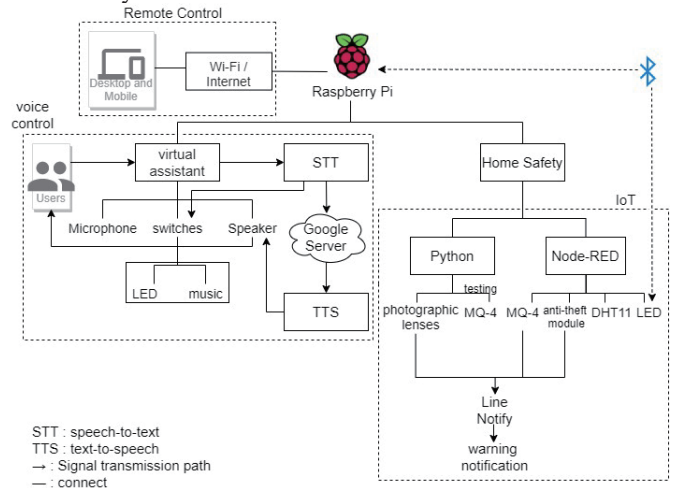 Remote Control
Desktop and
Mobile
Wi-Fi /
Internet
Raspberry Pi
voice
control
Users
virtual
assistant
STT
Home Safety
IoT
Microphone
switches
Speaker
Google
Server
Python
Node-RED
LED
music
TTS
testing
photographic
lenses
MQ-4
MQ-4
anti-theft
module
DHT11
LED
Line
Notify
warning
notification
STT : speech-to-text
TTS : text-to-speech
→ : Signal transmission path
— : connect